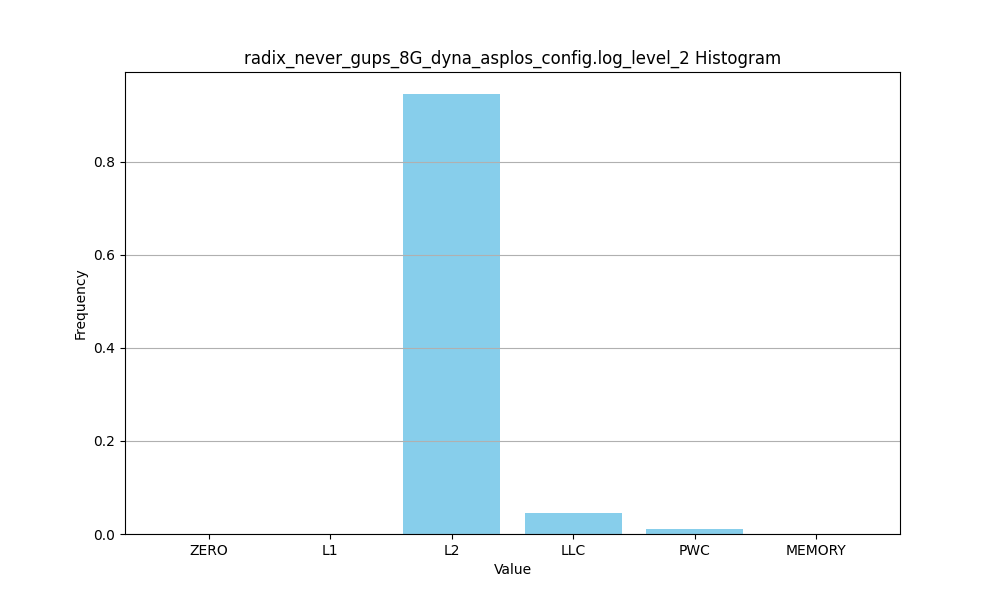 radix_never_gups_8G_dyna_asplos_config.log_level_2 Histogram
Frequency
0.8
0.6
0.4
0.2
0.0
ZERO L1 L2 LLC PWC MEMORY
Value